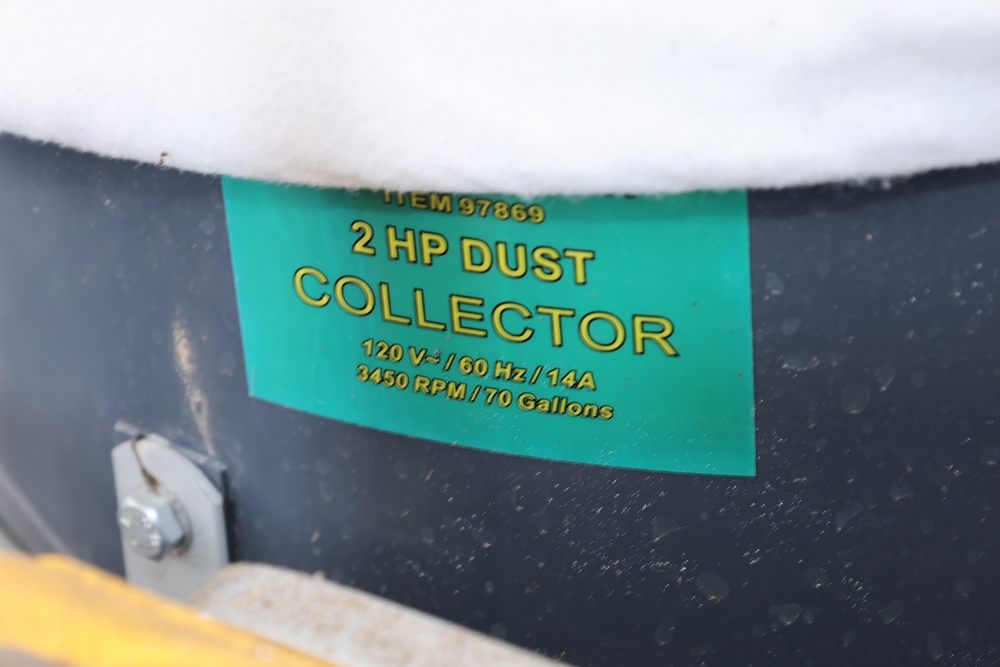 ITEM 97869
2 HP DUST
COLLECTOR
120 V~ / 60 Hz / 14A
3450 RPM / 70 Gallons